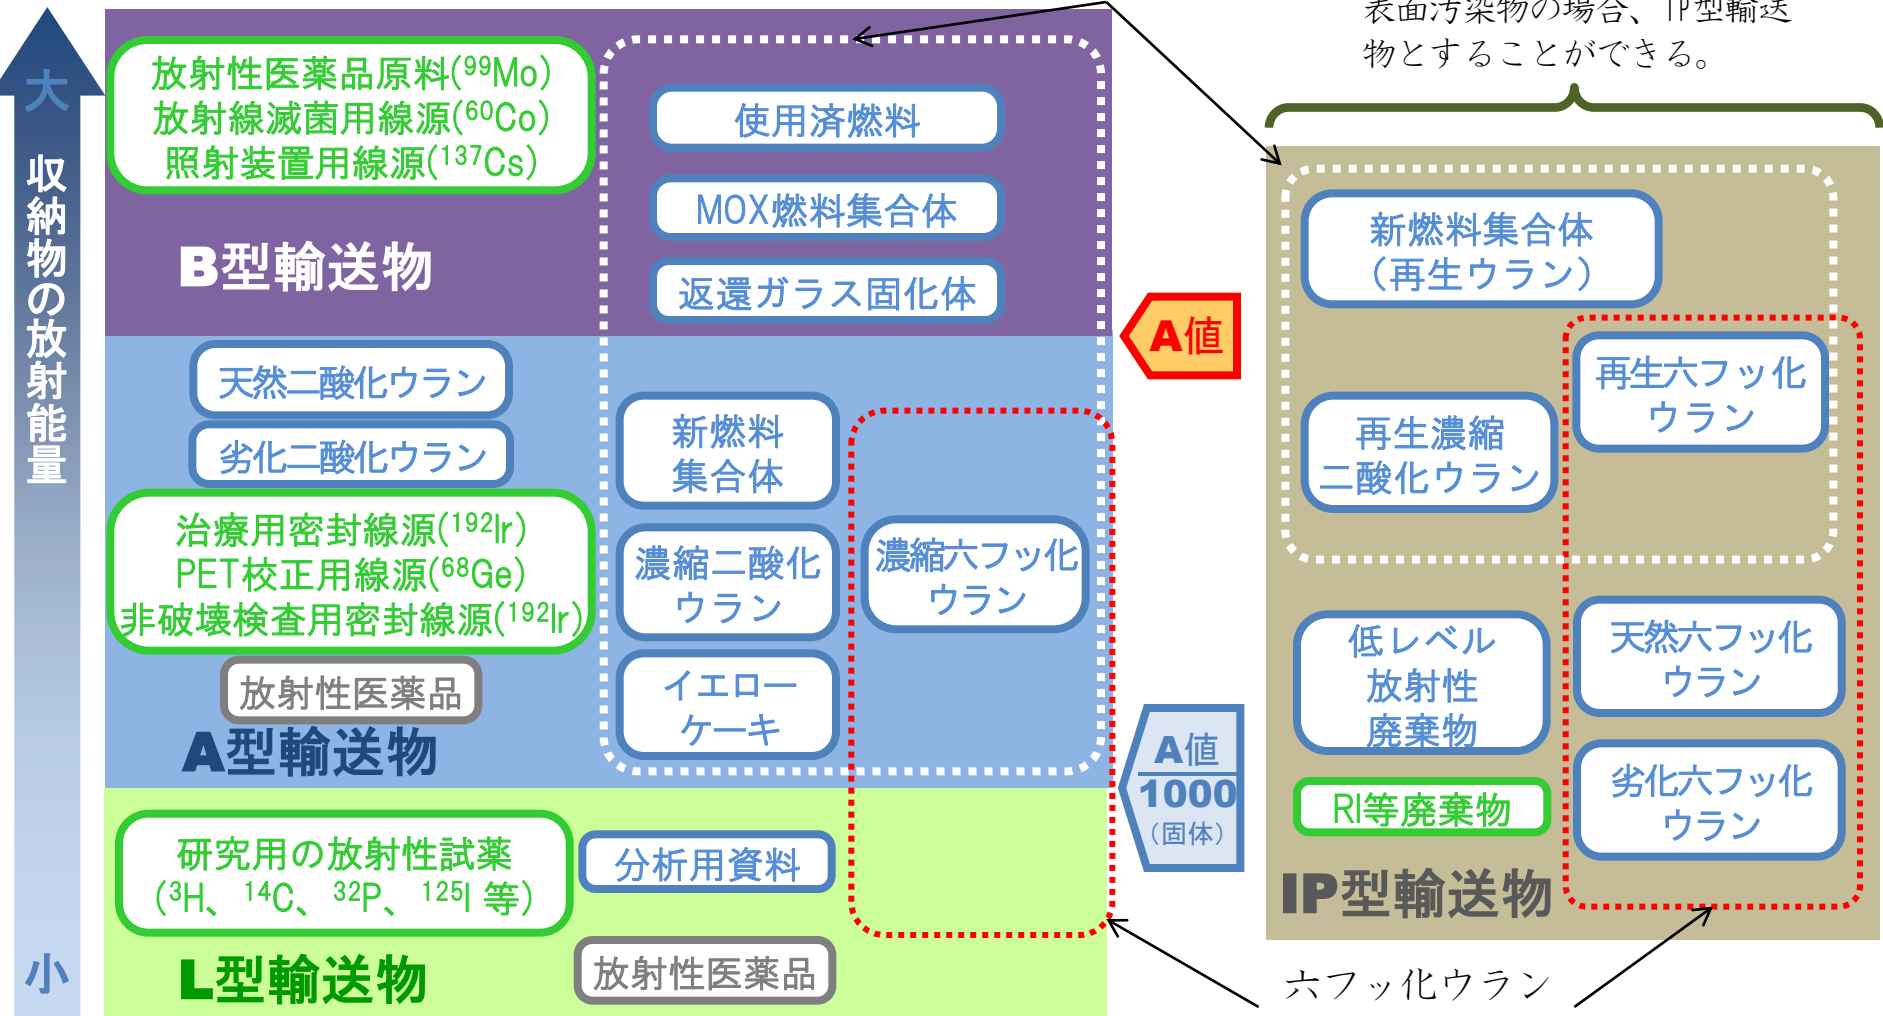 表面汚染物の場合、IP型輸送
物とすることができる。
大
収納物の放射能量
小
放射性医薬品原料(⁹⁹Mo)
放射線滅菌用線源(⁶⁰Co)
照射装置用線源(¹³⁷Cs)
使用済燃料
MOX燃料集合体
返還ガラス固化体
B型輸送物
A値
天然二酸化ウラン
劣化二酸化ウラン
治療用密封線源(¹⁹²Ir)
PET校正用線源(⁶⁸Ge)
非破壊検査用密封線源(¹⁹²Ir)
放射性医薬品
A型輸送物
新燃料
集合体
濃縮二酸化
ウラン
イエロー
ケーキ
濃縮六フッ化
ウラン
A値
1000
(固体)
研究用の放射性試薬
(³H、¹⁴C、³²P、¹²⁵I 等)
分析用資料
放射性医薬品
L型輸送物
新燃料集合体
(再生ウラン)
再生六フッ化
ウラン
再生濃縮
二酸化ウラン
低レベル
放射性
廃棄物
天然六フッ化
ウラン
RI等廃棄物
劣化六フッ化
ウラン
IP型輸送物
六フッ化ウラン